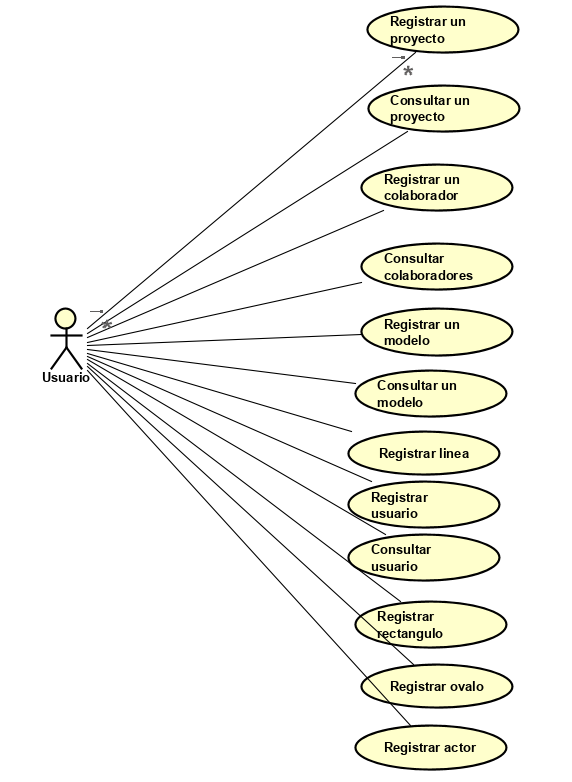 Registrar un
proyecto
*
Consultar un
proyecto
Registrar un
colaborador
Consultar
colaboradores
*
Usuario
Registrar un
modelo
Consultar un
modelo
Registrar linea
Registrar
usuario
Consultar
usuario
Registrar
rectangulo
Registrar ovalo
Registrar actor